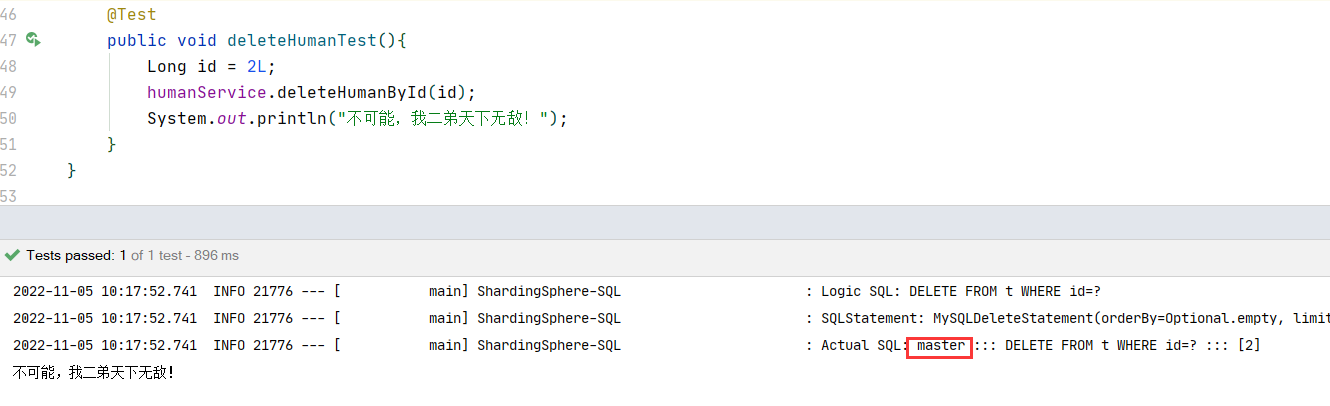 46 @Test
47 public void deleteHumanTest(){
48 Long id = 2L;
49 humanService.deleteHumanById(id);
50 System.out.println("不可能，我二弟天下无敌！");
51 }
52 }
53
Tests passed: 1 of 1 test - 896 ms
2022-11-05 10:17:52.741 INFO 21776 --- [ main] ShardingSphere-SQL : Logic SQL: DELETE FROM t WHERE id=?
2022-11-05 10:17:52.741 INFO 21776 --- [ main] ShardingSphere-SQL : SQLStatement: MySQLDeleteStatement(orderBy=Optional.empty, limit
2022-11-05 10:17:52.741 INFO 21776 --- [ main] ShardingSphere-SQL : Actual SQL: master ::: DELETE FROM t WHERE id=? ::: [2]
不可能，我二弟天下无敌！